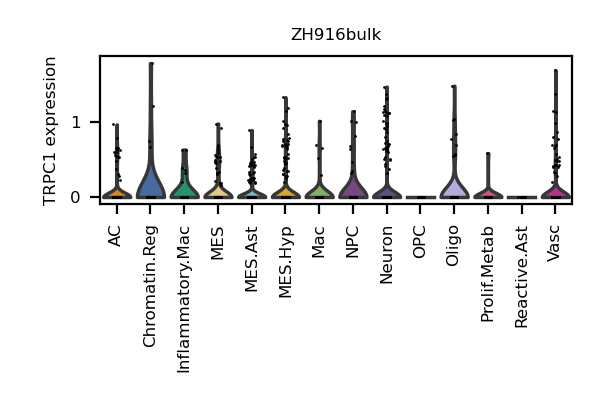 ZH916bulk
TRPC1 expression
1
0
AC
Chromatin.Reg
Inflammatory.Mac
MES
MES.Ast
MES.Hyp
Mac
NPC
Neuron
OPC
Oligo
Prolif.Metab
Reactive.Ast
Vasc